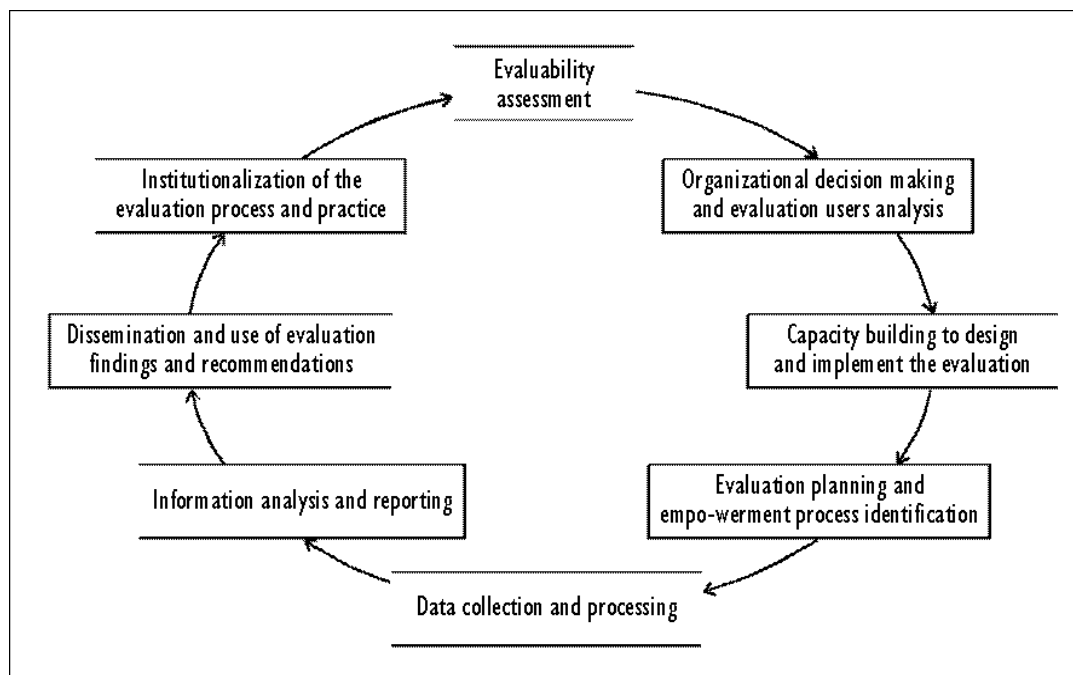 Evaluability
assessment
Organizational decision making
and evaluation users analysis
Capacity building to design
and implement the evaluation
Evaluation planning and
empo-werment process identification
Data collection and processing
Information analysis and reporting
Dissemination and use of evaluation
findings and recommendations
Institutionalization of the
evaluation process and practice